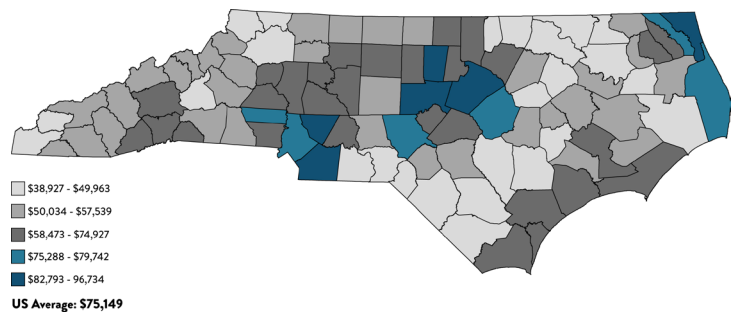 $38,927 - $49,963
$50,034 - $57,539
$58,473 - $74,927
$75,288 - $79,742
$82,793 - 96,734
US Average: $75,149